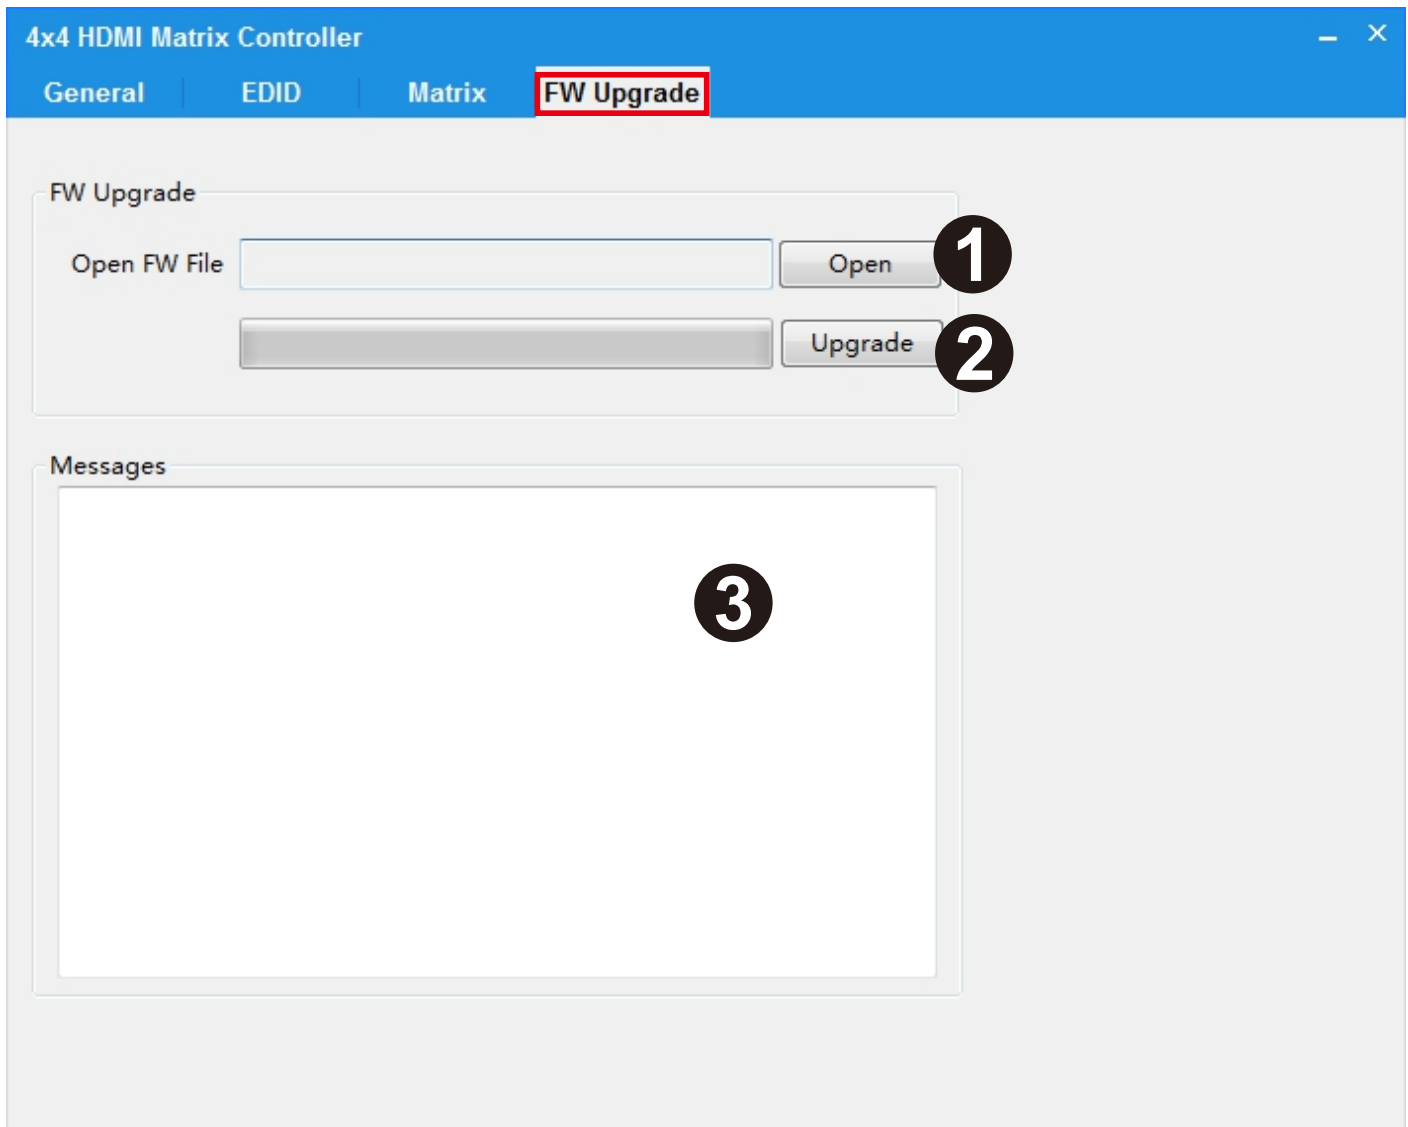 4x4 HDMI Matrix Controller
General EDID Matrix FW Upgrade
FW Upgrade
Open FW File Open 1
Upgrade 2
Messages
3